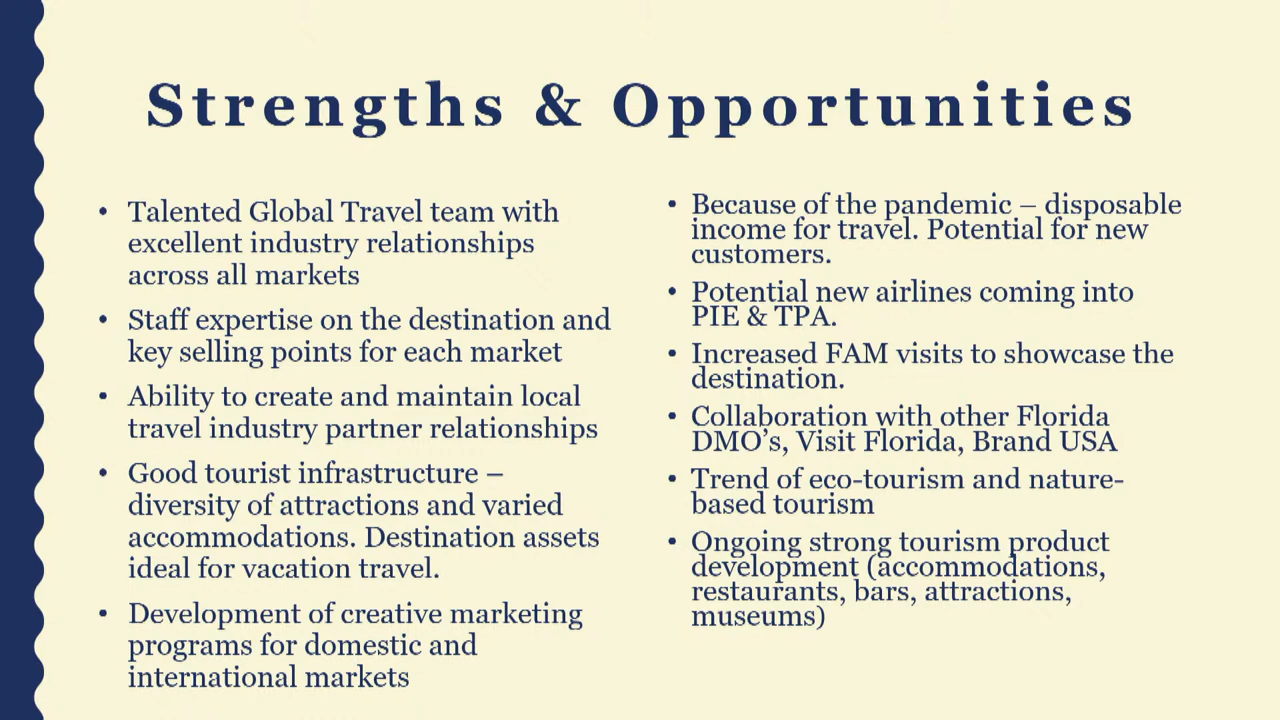 Strengths & Opportunities
• Talented Global Travel team with
excellent industry relationships
across all markets
• Staff expertise on the destination and
key selling points for each market
• Ability to create and maintain local
travel industry partner relationships
• Good tourist infrastructure –
diversity of attractions and varied
accommodations. Destination assets
ideal for vacation travel.
• Development of creative marketing
programs for domestic and
international markets
• Because of the pandemic – disposable
income for travel. Potential for new
customers.
• Potential new airlines coming into
PIE & TPA.
• Increased FAM visits to showcase the
destination.
• Collaboration with other Florida
DMO’s, Visit Florida, Brand USA
• Trend of eco-tourism and nature-
based tourism
• Ongoing strong tourism product
development (accommodations,
restaurants, bars, attractions,
museums)